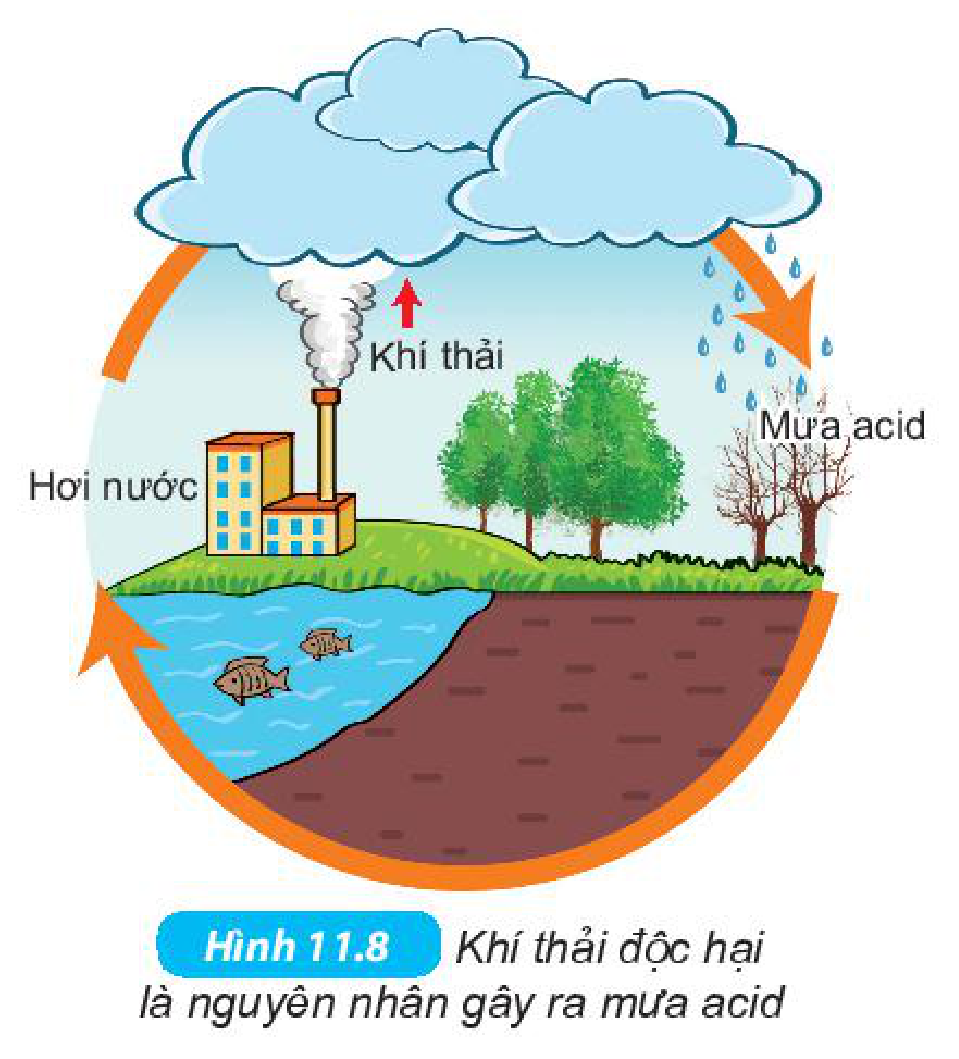 Khí thải
Mưa acid
Hơi nước
Hình 11.8 Khí thải độc hại
là nguyên nhân gây ra mưa acid